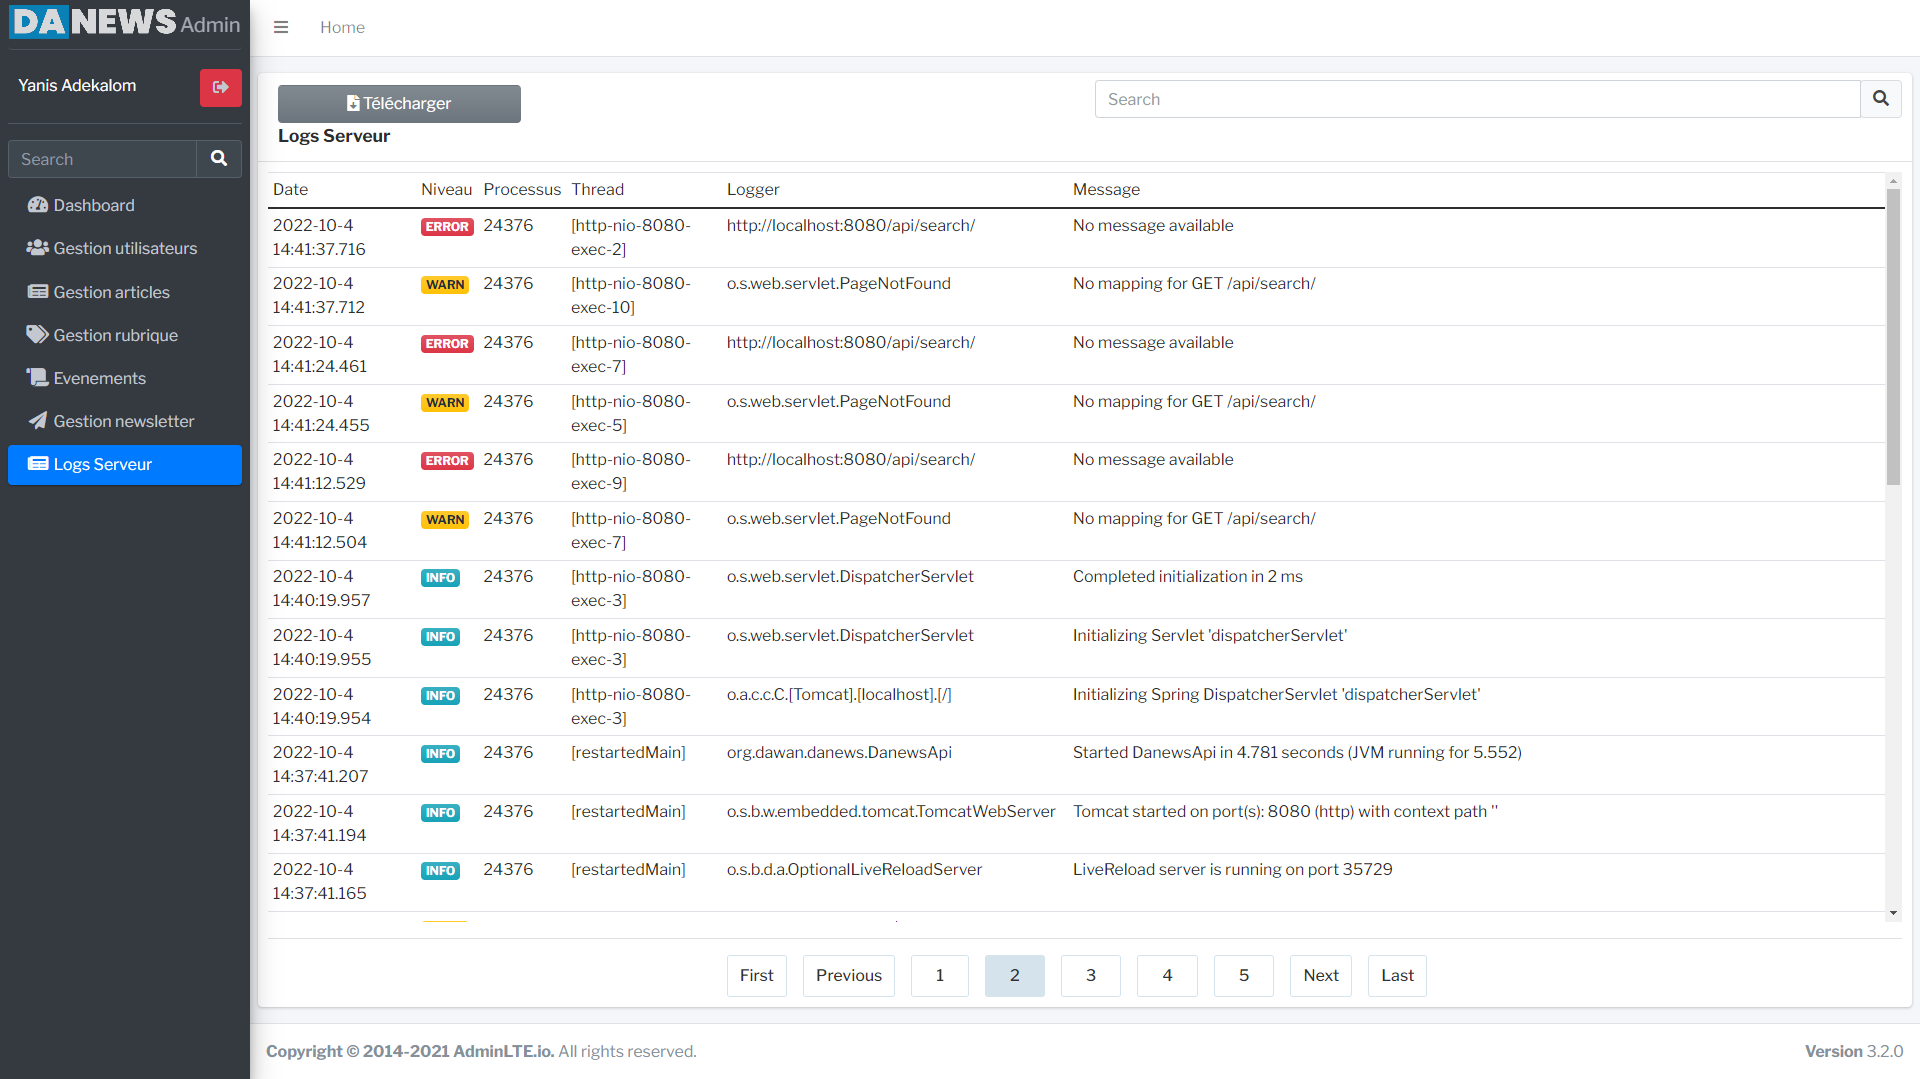 DANEWS Admin
Home
Yanis Adekalom
Télécharger
Search
Logs Serveur
Search
Dashboard
Gestion utilisateurs
Gestion articles
Gestion rubrique
Evenements
Gestion newsletter
Logs Serveur
Date Niveau Processus Thread Logger Message
2022-10-4 ERROR 24376 [http-nio-8080- http://localhost:8080/api/search/ No message available
14:41:37.716 exec-2]
2022-10-4 WARN 24376 [http-nio-8080- o.s.web.servlet.PageNotFound No mapping for GET /api/search/
14:41:37.712 exec-10]
2022-10-4 ERROR 24376 [http-nio-8080- http://localhost:8080/api/search/ No message available
14:41:24.461 exec-7]
2022-10-4 WARN 24376 [http-nio-8080- o.s.web.servlet.PageNotFound No mapping for GET /api/search/
14:41:24.455 exec-5]
2022-10-4 ERROR 24376 [http-nio-8080- http://localhost:8080/api/search/ No message available
14:41:12.529 exec-9]
2022-10-4 WARN 24376 [http-nio-8080- o.s.web.servlet.PageNotFound No mapping for GET /api/search/
14:41:12.504 exec-7]
2022-10-4 INFO 24376 [http-nio-8080- o.s.web.servlet.DispatcherServlet Completed initialization in 2 ms
14:40:19.957 exec-3]
2022-10-4 INFO 24376 [http-nio-8080- o.s.web.servlet.DispatcherServlet Initializing Servlet 'dispatcherServlet'
14:40:19.955 exec-3]
2022-10-4 INFO 24376 [http-nio-8080- o.a.c.c.C.[Tomcat].[localhost].[/] Initializing Spring DispatcherServlet 'dispatcherServlet'
14:40:19.954 exec-3]
2022-10-4 INFO 24376 [restartedMain] org.dawan.danews.DanewsApi Started DanewsApi in 4.781 seconds (JVM running for 5.552)
14:37:41.207
2022-10-4 INFO 24376 [restartedMain] o.s.b.w.embedded.tomcat.TomcatWebServer Tomcat started on port(s): 8080 (http) with context path ''
14:37:41.194
2022-10-4 INFO 24376 [restartedMain] o.s.b.d.a.OptionalLiveReloadServer LiveReload server is running on port 35729
14:37:41.165
First Previous 1 2 3 4 5 Next Last
Copyright © 2014-2021 AdminLTE.io. All rights reserved.
Version 3.2.0